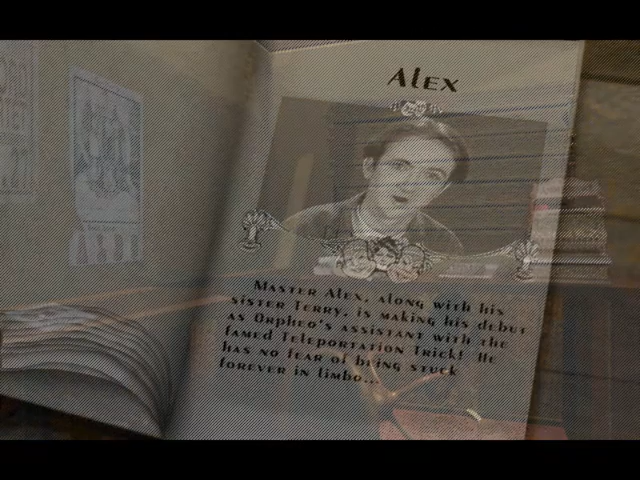 Alex
Master Alex, along with his
sister Terry, is making his debut
as Orpheo's assistant with the
famed Teleportation Trick! He
has no fear of being stuck
forever in limbo...